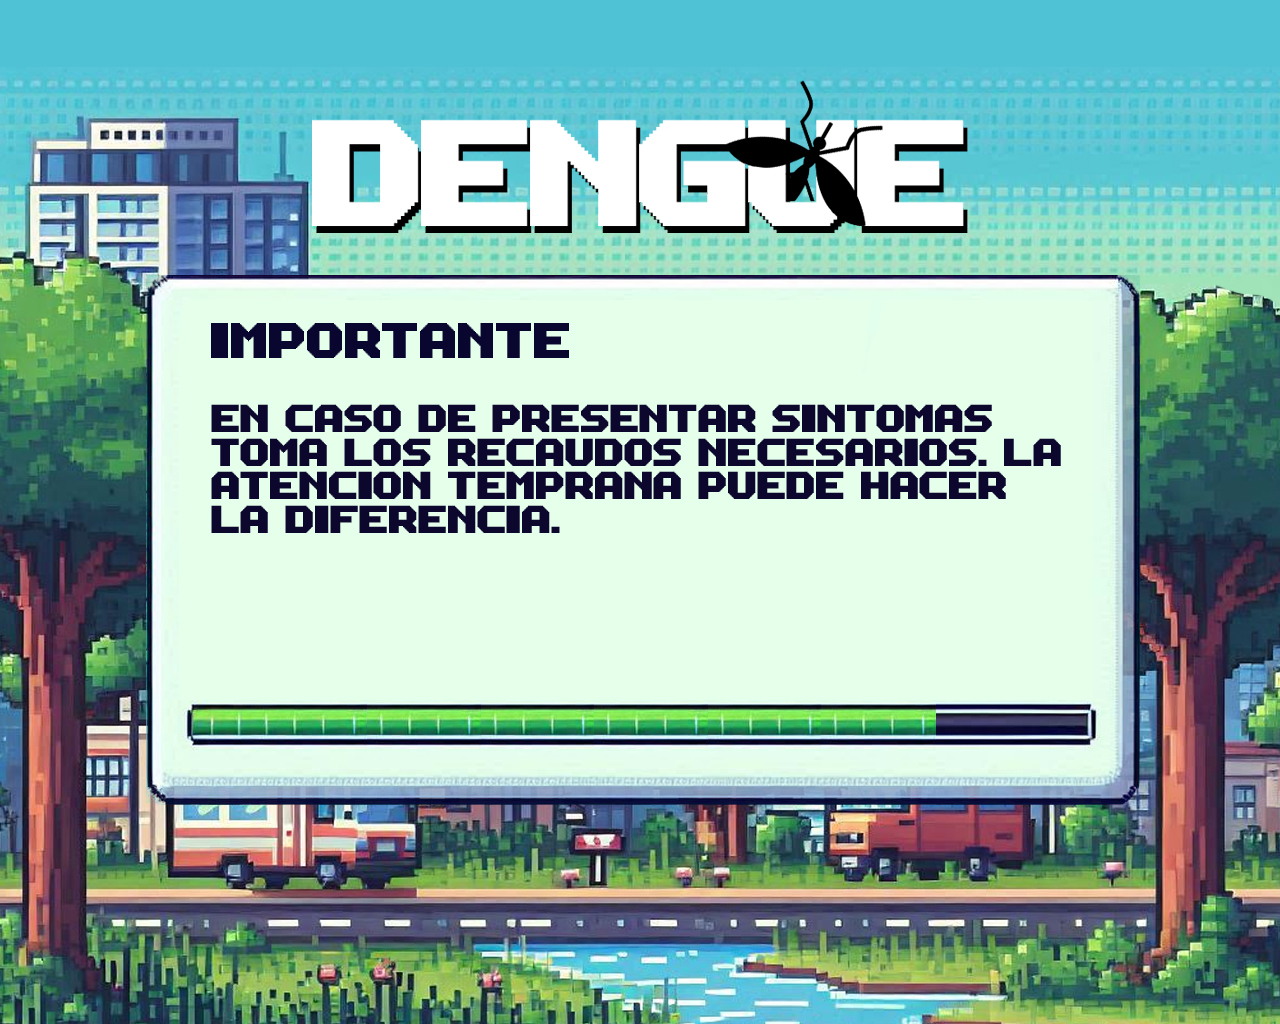 DENGUE
IMPORTANTE
EN CASO DE PRESENTAR SINTOMAS
TOMA LOS RECAUDOS NECESARIOS. LA
ATENCION TEMPRANA PUEDE HACER
LA DIFERENCIA.